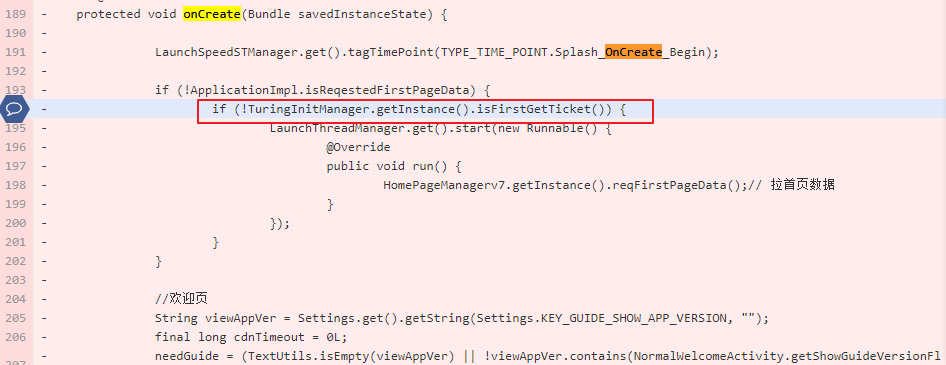 189 - protected void onCreate(Bundle savedInstanceState) {
190 -
191 - LaunchSpeedSTManager.get().tagTimePoint(TYPE_TIME_POINT.Splash_OnCreate_Begin);
192 -
193 - if (!ApplicationImpl.isReqestedFirstPageData) {
- if (!TuringInitManager.getInstance().isFirstGetTicket()) {
195 - LaunchThreadManager.get().start(new Runnable() {
196 - @Override
197 - public void run() {
198 - HomePageManagerv7.getInstance().reqFirstPageData();// 拉首页数据
199 - }
200 - });
201 - }
202 - }
203 -
204 - //欢迎页
205 - String viewAppVer = Settings.get().getString(Settings.KEY_GUIDE_SHOW_APP_VERSION, "");
206 - final long cdnTimeout = 0L;
207 - needGuide = (TextUtils.isEmpty(viewAppVer) || !viewAppVer.contains(NormalWelcomeActivity.getShowGuideVersionFl